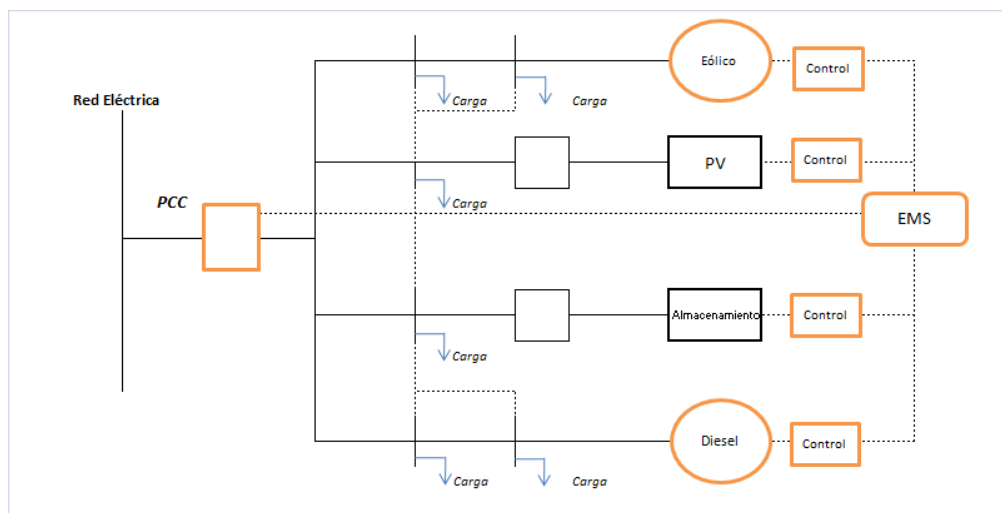 Eólico
Control
Carga
Carga
Red Eléctrica
PV
Control
Carga
PCC
EMS
Almacenamiento
Control
Carga
Diesel
Control
Carga
Carga